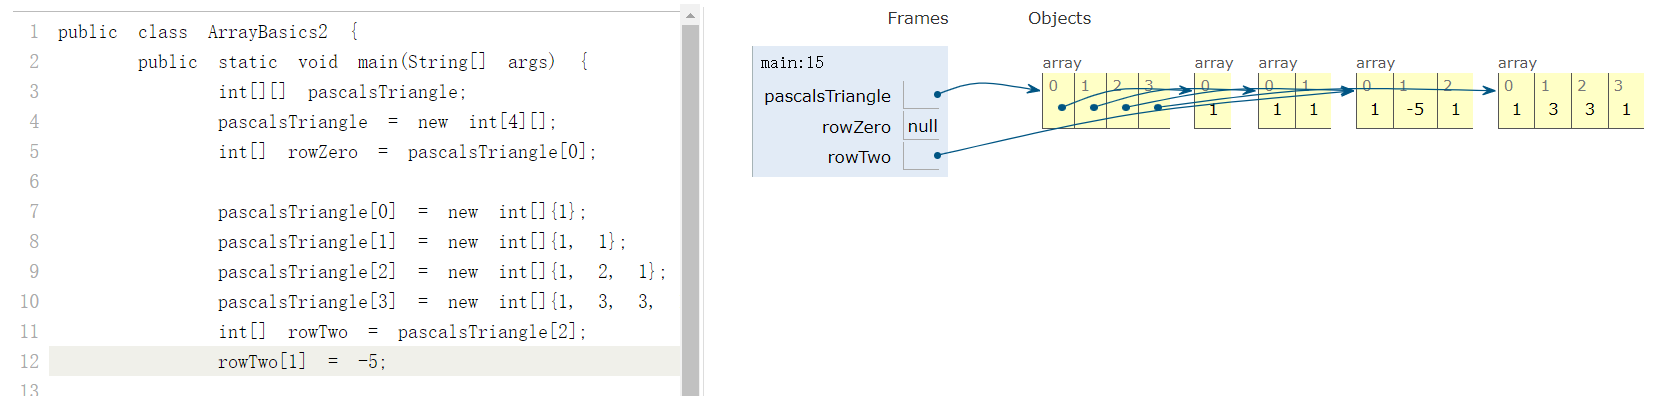 1 public class ArrayBasics2 {
2 public static void main(String[] args) {
3 int[][] pascalsTriangle;
4 pascalsTriangle = new int[4][];
5 int[] rowZero = pascalsTriangle[0];
6
7 pascalsTriangle[0] = new int[]{1};
8 pascalsTriangle[1] = new int[]{1, 1};
9 pascalsTriangle[2] = new int[]{1, 2, 1};
10 pascalsTriangle[3] = new int[]{1, 3, 3,
11 int[] rowTwo = pascalsTriangle[2];
12 rowTwo[1] = -5;
13
Frames Objects
main:15
pascalsTriangle
rowZero null
rowTwo
array array array array array
0 1 2 3 0 0 1 0 1 2 0 1 2 3
1 1 1 1 -5 1 1 3 3 1